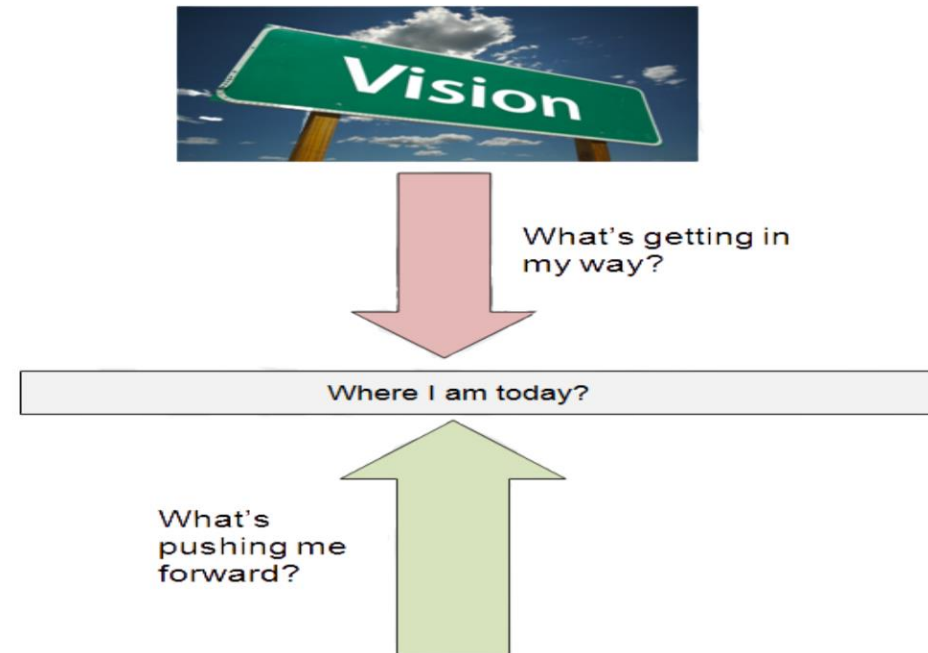 Vision
What's getting in
my way?
Where I am today?
What's
pushing me
forward?